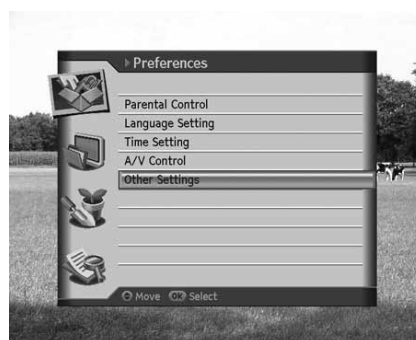 Preferences
Parental Control
Language Setting
Time Setting
A/V Control
Other Settings
Move OK Select